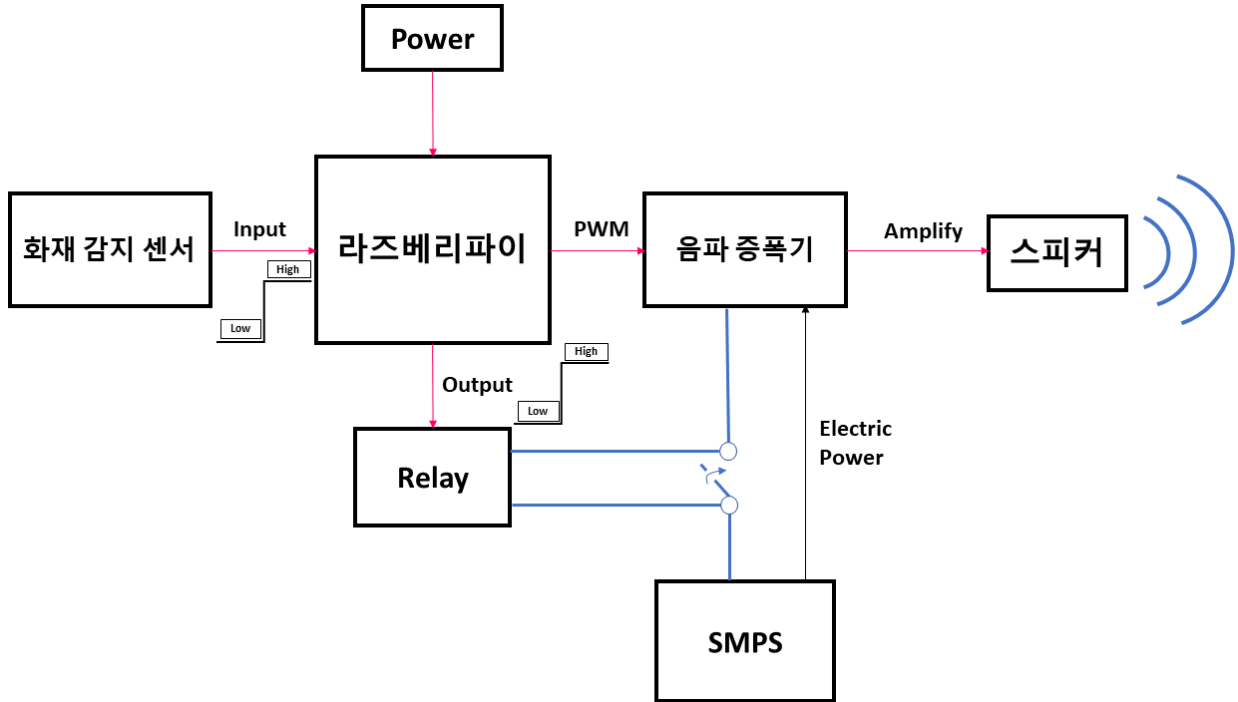 Power
화재 감지 센서
Input
High
Low
라즈베리파이
PWM
음파 증폭기
Amplify
스피커
Output
High
Low
Relay
Electric
Power
SMPS